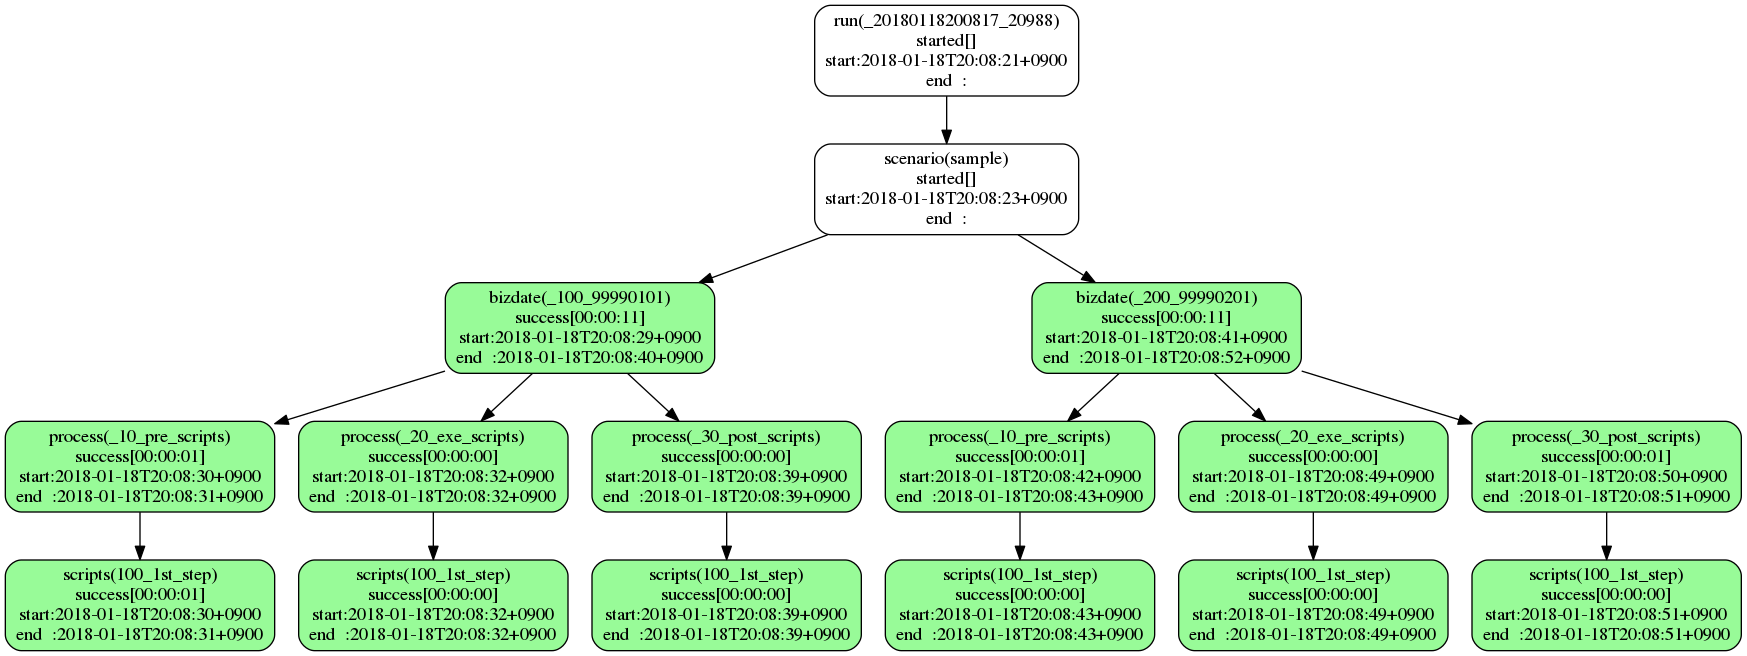 run(_20180118200817_20988)
started[]
start:2018-01-18T20:08:21+0900
end  :
scenario(sample)
started[]
start:2018-01-18T20:08:23+0900
end  :
bizdate(_100_99990101)
success[00:00:11]
start:2018-01-18T20:08:29+0900
end  :2018-01-18T20:08:40+0900
bizdate(_200_99990201)
success[00:00:11]
start:2018-01-18T20:08:41+0900
end  :2018-01-18T20:08:52+0900
process(_10_pre_scripts)
success[00:00:01]
start:2018-01-18T20:08:30+0900
end  :2018-01-18T20:08:31+0900
process(_20_exe_scripts)
success[00:00:00]
start:2018-01-18T20:08:32+0900
end  :2018-01-18T20:08:32+0900
process(_30_post_scripts)
success[00:00:00]
start:2018-01-18T20:08:39+0900
end  :2018-01-18T20:08:39+0900
process(_10_pre_scripts)
success[00:00:01]
start:2018-01-18T20:08:42+0900
end  :2018-01-18T20:08:43+0900
process(_20_exe_scripts)
success[00:00:00]
start:2018-01-18T20:08:49+0900
end  :2018-01-18T20:08:49+0900
process(_30_post_scripts)
success[00:00:01]
start:2018-01-18T20:08:50+0900
end  :2018-01-18T20:08:51+0900
scripts(100_1st_step)
success[00:00:01]
start:2018-01-18T20:08:30+0900
end  :2018-01-18T20:08:31+0900
scripts(100_1st_step)
success[00:00:00]
start:2018-01-18T20:08:32+0900
end  :2018-01-18T20:08:32+0900
scripts(100_1st_step)
success[00:00:00]
start:2018-01-18T20:08:39+0900
end  :2018-01-18T20:08:39+0900
scripts(100_1st_step)
success[00:00:00]
start:2018-01-18T20:08:43+0900
end  :2018-01-18T20:08:43+0900
scripts(100_1st_step)
success[00:00:00]
start:2018-01-18T20:08:49+0900
end  :2018-01-18T20:08:49+0900
scripts(100_1st_step)
success[00:00:00]
start:2018-01-18T20:08:51+0900
end  :2018-01-18T20:08:51+0900